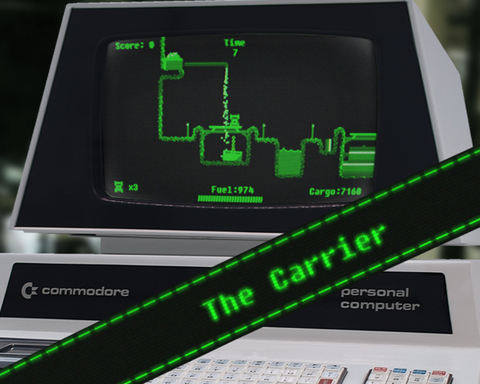 Score: 0
Time
7
x3
Fuel:974
Cargo:7160
The Carrier
commodore
personal
computer